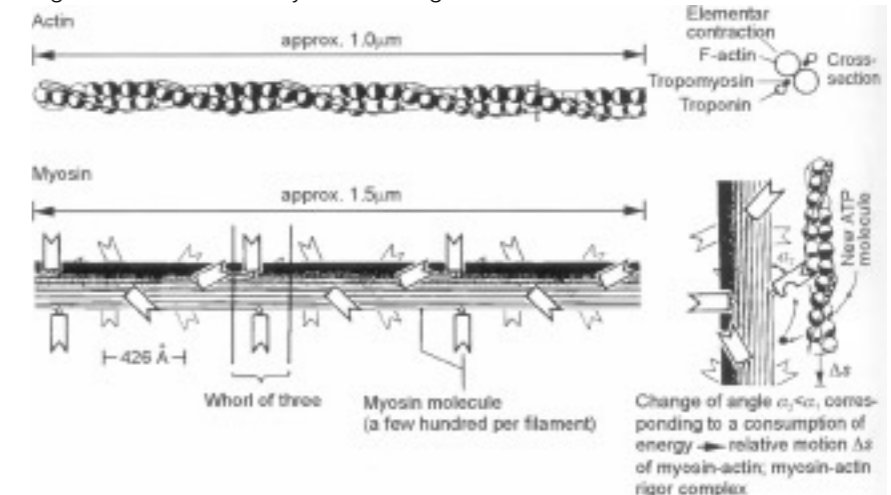 Actin
approx. 1.0µm
Elementar
contraction
F-actin
Cross-
section
Tropomyosin
Troponin
Myosin
approx. 1.5µm
New ATP
molecule
426 Å
Whorl of three
Myosin molecule
(a few hundred per filament)
Δs
Change of angle α₂<α₁ corres-
ponding to a consumption of
energy relative motion Δs
of myosin-actin; myosin-actin
rigor complex